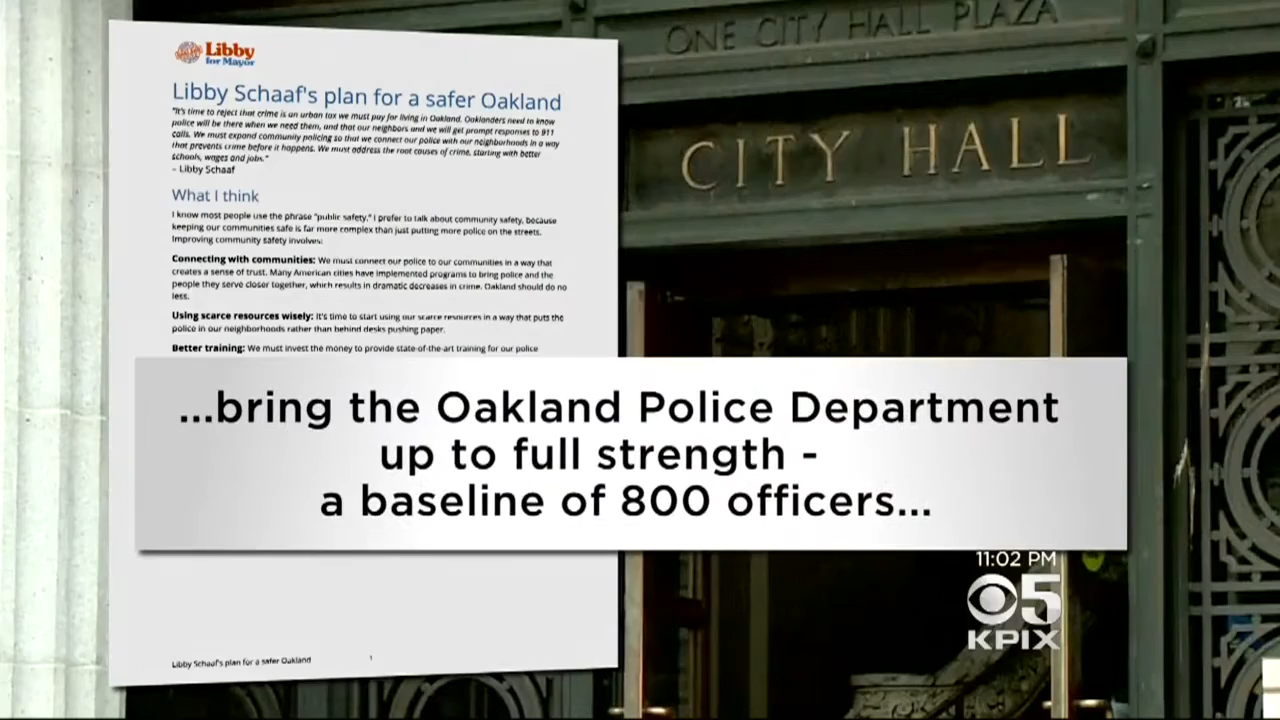 ONE CITY HALL PLAZA
CITY HALL
Libby
for Mayor
Libby Schaaf's plan for a safer Oakland
"It's time to reject that crime is an urban tax we must pay for living in Oakland. Oaklanders need to know
police will be there when we need them, and that our neighbors and we will get prompt responses to 911
calls. We must expand community policing so that we connect our police with our neighborhoods in a way
that prevents crime before it happens. We must address the root causes of crime, starting with better
schools, wages and jobs."
– Libby Schaaf
What I think
I know most people use the phrase "public safety." I prefer to talk about community safety, because
keeping our communities safe is far more complex than just putting more police on the streets.
Improving community safety involves:
Connecting with communities: We must connect our police to our communities in a way that
creates a sense of trust. Many American cities have implemented programs to bring police and the
people they serve closer together, which results in dramatic decreases in crime. Oakland should do no
less.
Using scarce resources wisely: It's time to start using our scarce resources in a way that puts the
police in our neighborhoods rather than behind desks pushing paper.
Better training: We must invest the money to provide state-of-the-art training for our police
...bring the Oakland Police Department
up to full strength -
a baseline of 800 officers...
11:02 PM
5
KPIX
Libby Schaaf's plan for a safer Oakland 1